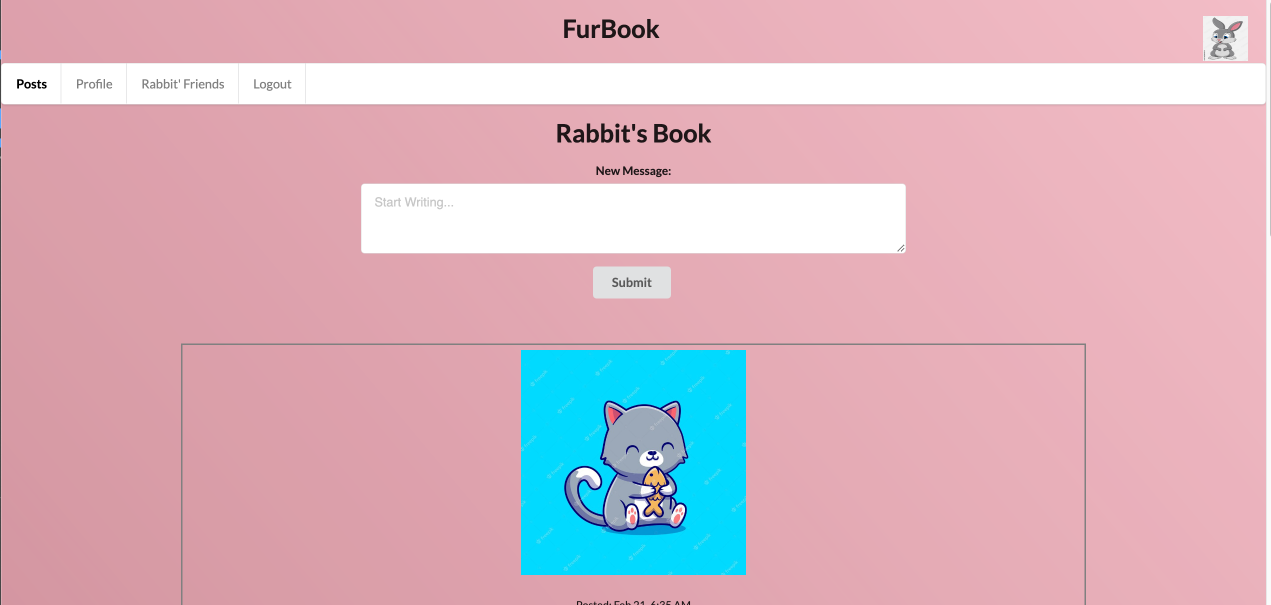 FurBook
Posts
Profile
Rabbit' Friends
Logout
Rabbit's Book
New Message:
Start Writing...
Submit
Posted: Feb 21, 6:35 AM